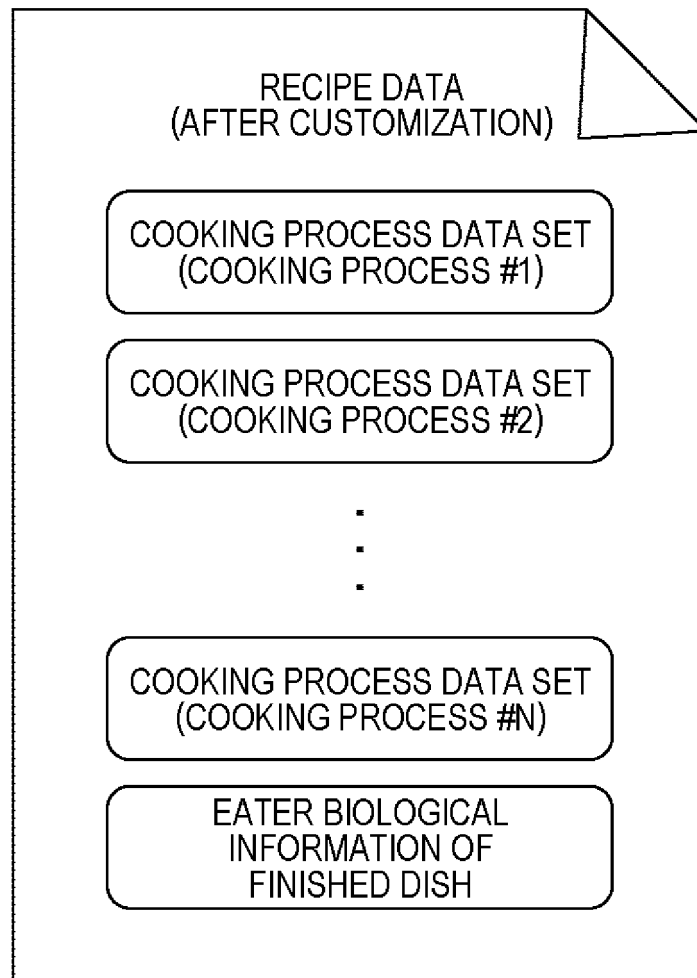 RECIPE DATA
(AFTER CUSTOMIZATION)
COOKING PROCESS DATA SET
(COOKING PROCESS #1)
COOKING PROCESS DATA SET
(COOKING PROCESS #2)
COOKING PROCESS DATA SET
(COOKING PROCESS #N)
EATER BIOLOGICAL
INFORMATION OF
FINISHED DISH